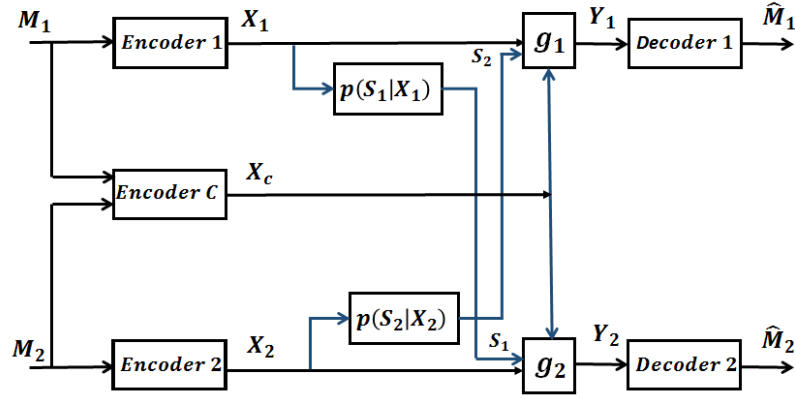 M₁
Encoder 1
X₁
S₂
g₁
Y₁
Decoder 1
M̂₁
p(S₁|X₁)
Encoder C
X_c
p(S₂|X₂)
M₂
Encoder 2
X₂
S₁
g₂
Y₂
Decoder 2
M̂₂